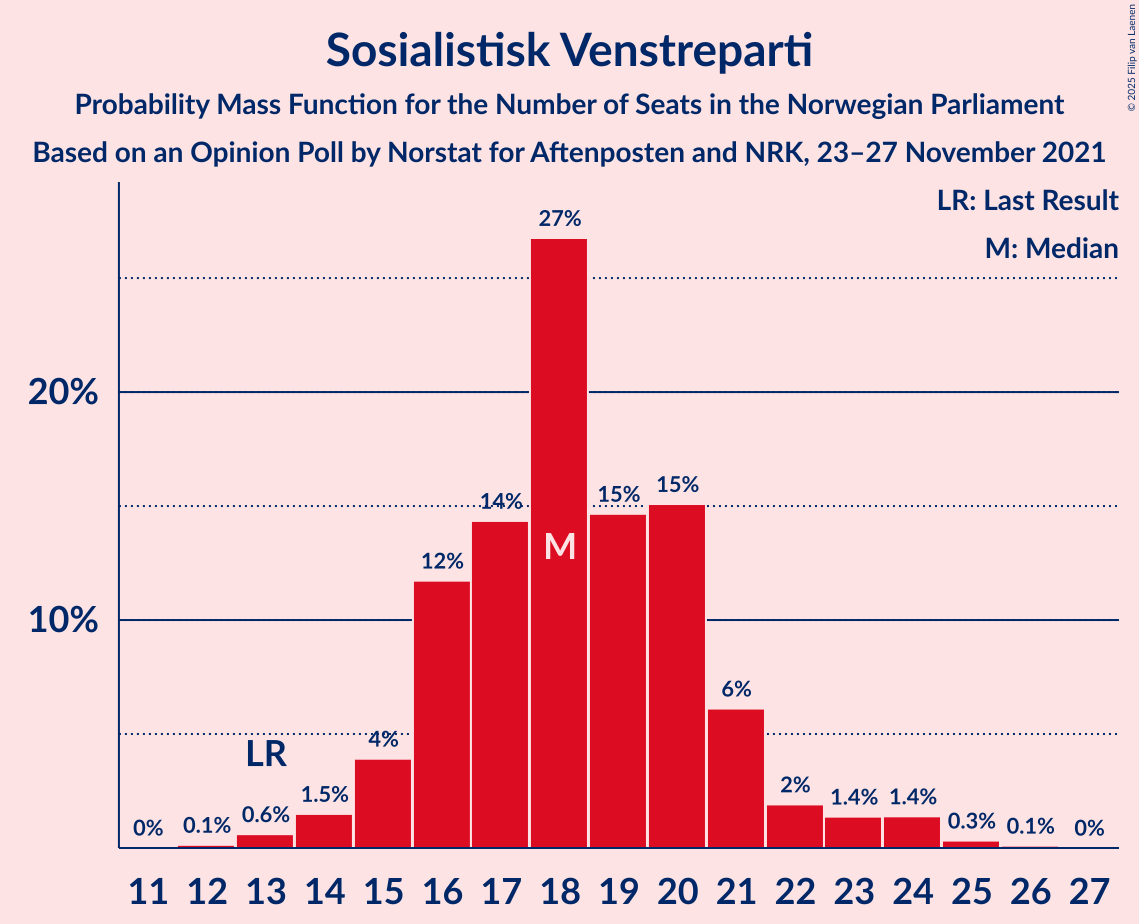 Sosialistisk Venstreparti
Probability Mass Function for the Number of Seats in the Norwegian Parliament
Based on an Opinion Poll by Norstat for Aftenposten and NRK, 23–27 November 2021
© 2025 Filip van Laenen
LR: Last Result
M: Median
20%
10%
0%
0.1%
0.6%
LR
1.5%
4%
12%
14%
27%
M
15%
15%
6%
2%
1.4%
1.4%
0.3%
0.1%
0%
11 12 13 14 15 16 17 18 19 20 21 22 23 24 25 26 27